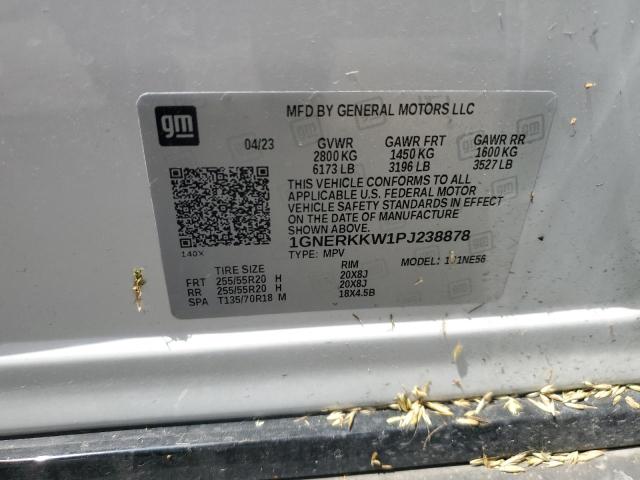 gm
MFD BY GENERAL MOTORS LLC
04/23 GVWR GAWR FRT GAWR RR
2800 KG 1450 KG 1600 KG
6173 LB 3196 LB 3527 LB
THIS VEHICLE CONFORMS TO ALL
APPLICABLE U.S. FEDERAL MOTOR
VEHICLE SAFETY STANDARDS IN EFFECT
ON THE DATE OF MANUFACTURE
SHOWN ABOVE.
1GNERKKW1PJ238878
140X
TYPE: MPV MODEL:
TIRE SIZE RIM
FRT 255/55R20 H 20X8J
RR 255/55R20 H 20X8J
SPA T135/70R18 M 18X4.5B